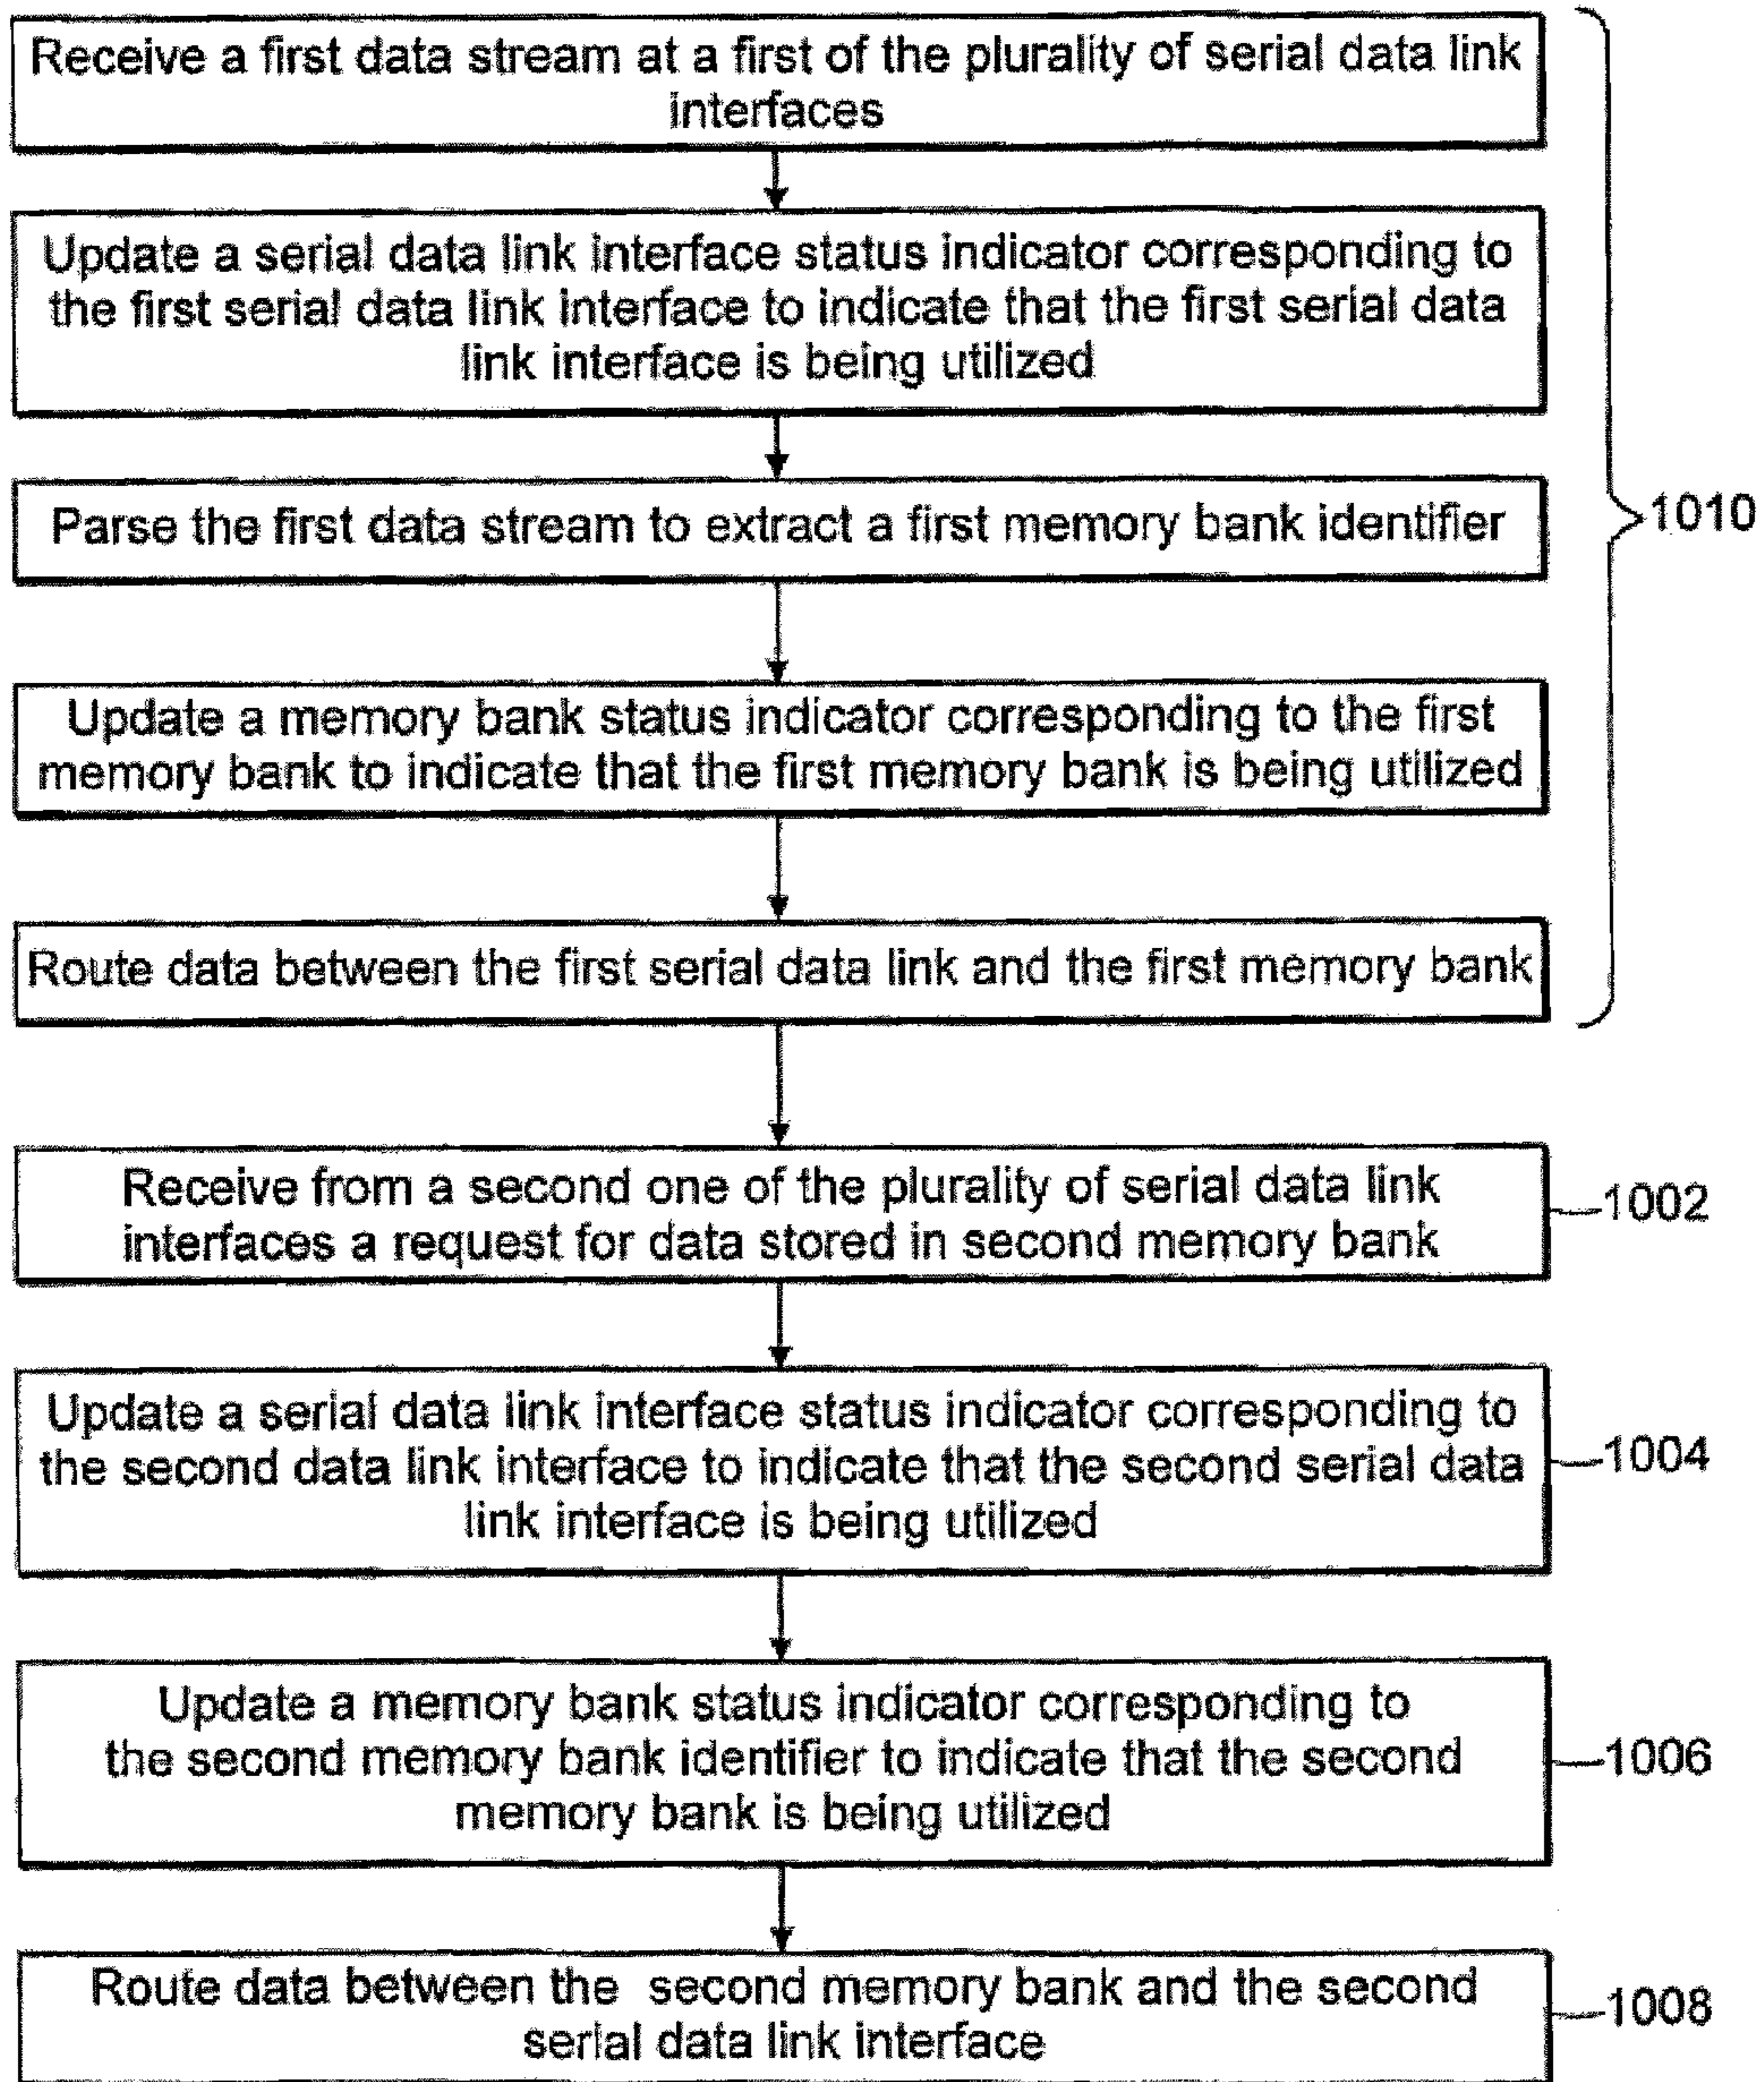 Receive a first data stream at a first of the plurality of serial data link
interfaces
Update a serial data link interface status indicator corresponding to
the first serial data link interface to indicate that the first serial data
link interface is being utilized
Parse the first data stream to extract a first memory bank identifier
1010
Update a memory bank status indicator corresponding to the first
memory bank to indicate that the first memory bank is being utilized
Route data between the first serial data link and the first memory bank
Receive from a second one of the plurality of serial data link
interfaces a request for data stored in second memory bank
1002
Update a serial data link interface status indicator corresponding to
the second data link interface to indicate that the second serial data
link interface is being utilized
1004
Update a memory bank status indicator corresponding to
the second memory bank identifier to indicate that the second
memory bank is being utilized
1006
Route data between the second memory bank and the second
serial data link interface
1008